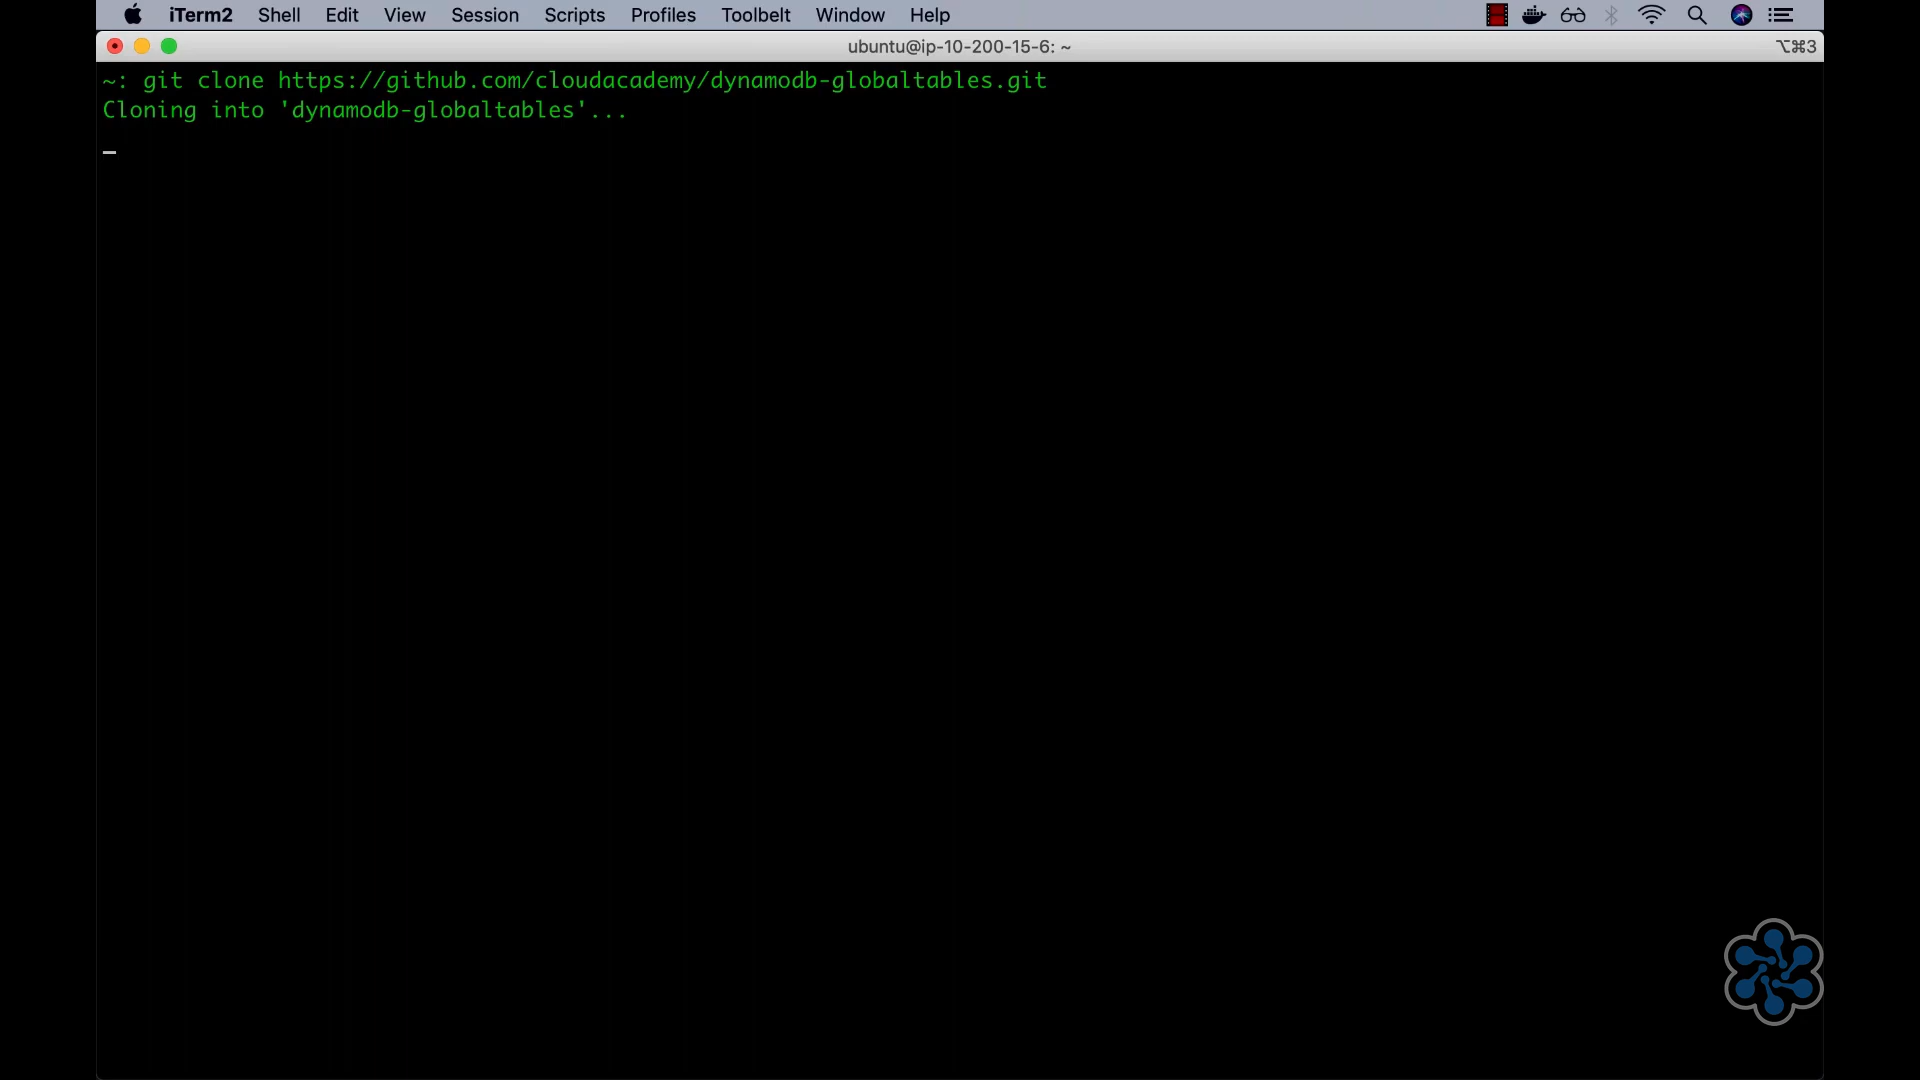 iTerm2 Shell Edit View Session Scripts Profiles Toolbelt Window Help
ubuntu@ip-10-200-15-6: ~ ⌥⌘3
~: git clone https://github.com/cloudacademy/dynamodb-globaltables.git
Cloning into 'dynamodb-globaltables'...